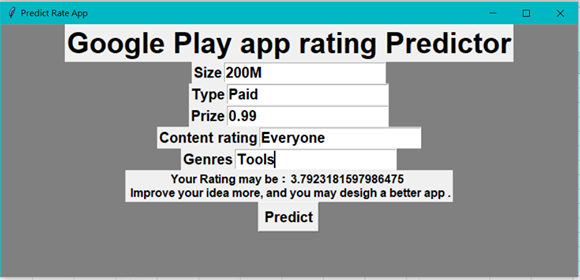 Predict Rate App
Google Play app rating Predictor
Size 200M
Type Paid
Prize 0.99
Content rating Everyone
Genres Tools
Your Rating may be : 3.7923181597986475
Improve your idea more, and you may desigh a better app .
Predict